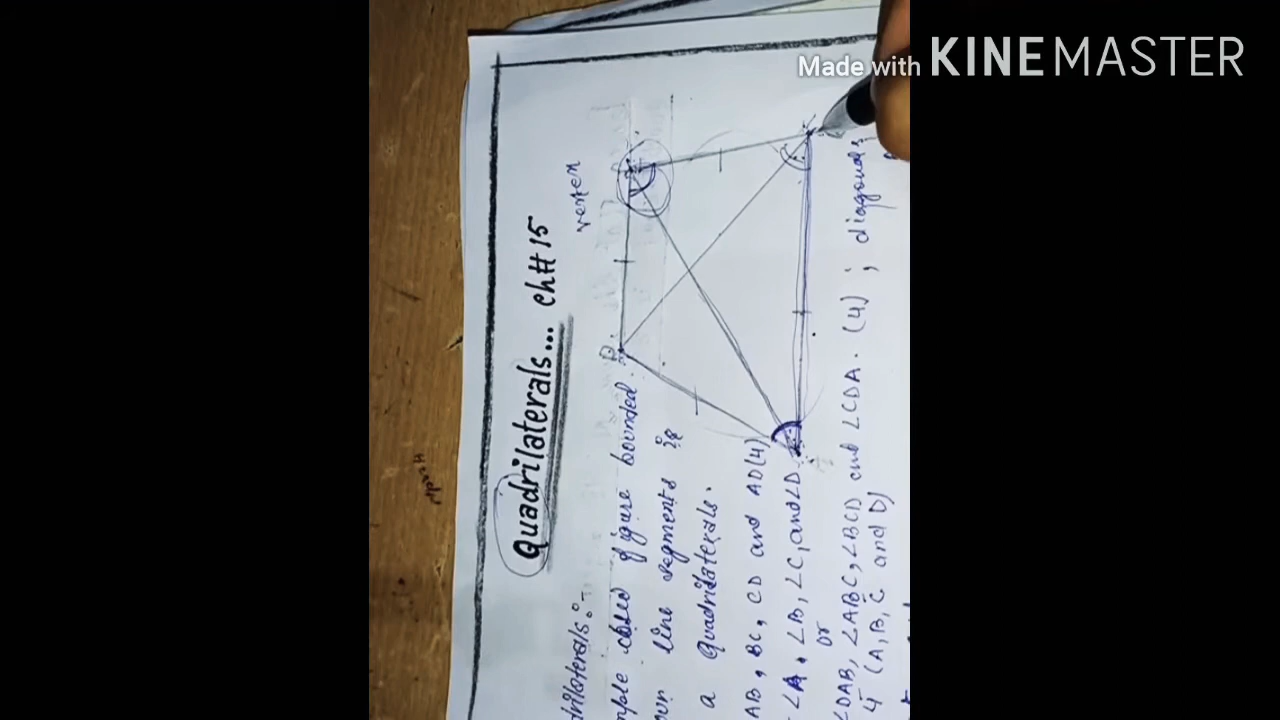 Made with KINEMASTER
Quadrilaterals... ch# 15
vertex
drilaterals:-
mple closed figure bounded
our line segments is
a Quadrilaterals.
D
AB, BC, CD and AD(4)
∠A, ∠B, ∠C, and ∠D
or
∠DAB, ∠ABC, ∠BCD and ∠CDA. (4) ; diagonals
4 (A, B, C and D)